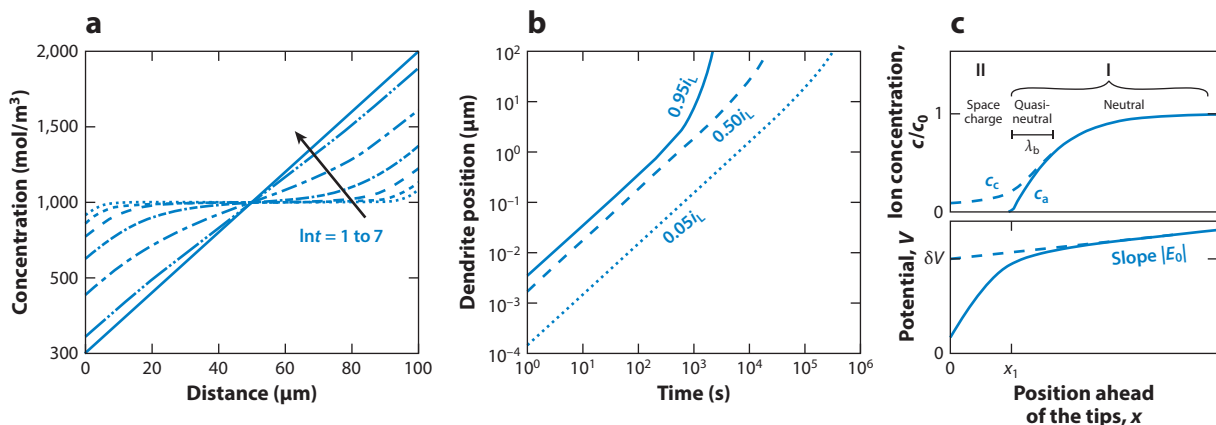 a
Concentration (mol/m³)
2,000
1,500
1,000
500
300
lnt = 1 to 7
0
20
40
60
80
100
Distance (μm)
b
Dendrite position (μm)
10²
10¹
10⁰
10⁻¹
10⁻²
10⁻³
10⁻⁴
0.95i_L
0.50i_L
0.05i_L
10⁰
10¹
10²
10³
10⁴
10⁵
10⁶
Time (s)
c
Ion concentration,
c/c₀
II
I
Space
charge
Quasi-
neutral
Neutral
λ_b
1
c_c
c_a
0
Potential, V
δV
Slope |E₀|
0
0
x₁
Position ahead
of the tips, x